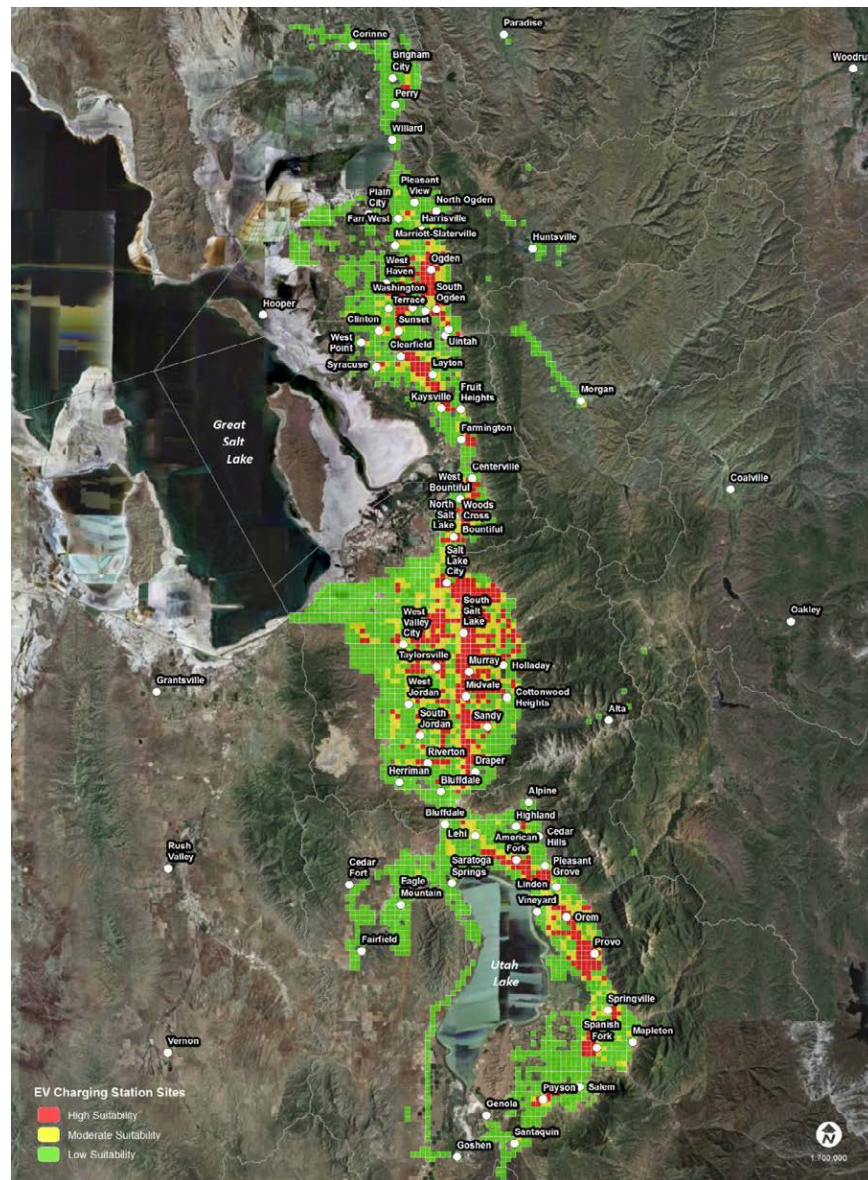 Corinne
Paradise
Woodru
Brigham
City
Perry
Willard
Pleasant
View
Plain
City
North Ogden
Farr West
Harrisville
Marriott-Slaterville
Huntsville
West
Haven
Ogden
Washington
Terrace
South
Ogden
Hooper
Clinton
Sunset
West
Point
Uintah
Clearfield
Syracuse
Layton
Morgan
Fruit
Heights
Kaysville
Great
Salt
Lake
Farmington
Centerville
Coalville
West
Bountiful
North
Salt
Lake
Woods
Cross
Bountiful
Salt
Lake
City
South
Salt
Lake
West
Valley
City
Oakley
Taylorsville
Murray
Holladay
Grantsville
West
Jordan
Midvale
Cottonwood
Heights
South
Jordan
Sandy
Alta
Riverton
Draper
Herriman
Bluffdale
Alpine
Bluffdale
Highland
Lehi
American
Fork
Cedar
Hills
Rush
Valley
Saratoga
Springs
Pleasant
Grove
Cedar
Fort
Eagle
Mountain
Lindon
Vineyard
Orem
Fairfield
Provo
Utah
Lake
Springville
Spanish
Fork
Mapleton
Vernon
Payson
Salem
Genola
Santaquin
Goshen
EV Charging Station Sites
High Suitability
Moderate Suitability
Low Suitability
N
1:700,000